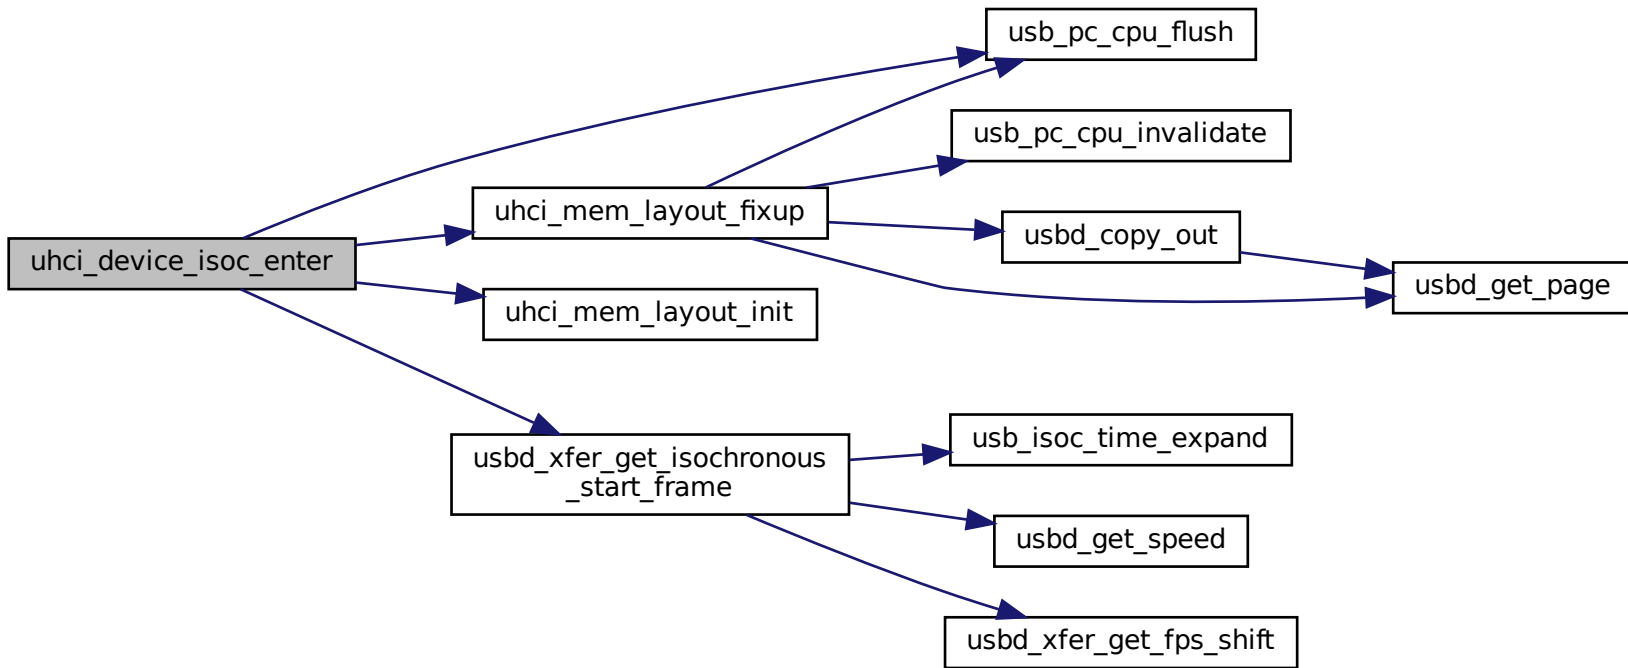 usb_pc_cpu_flush
usb_pc_cpu_invalidate
uhci_mem_layout_fixup
usbd_copy_out
uhci_device_isoc_enter
usbd_get_page
uhci_mem_layout_init
usb_isoc_time_expand
usbd_xfer_get_isochronous
_start_frame
usbd_get_speed
usbd_xfer_get_fps_shift